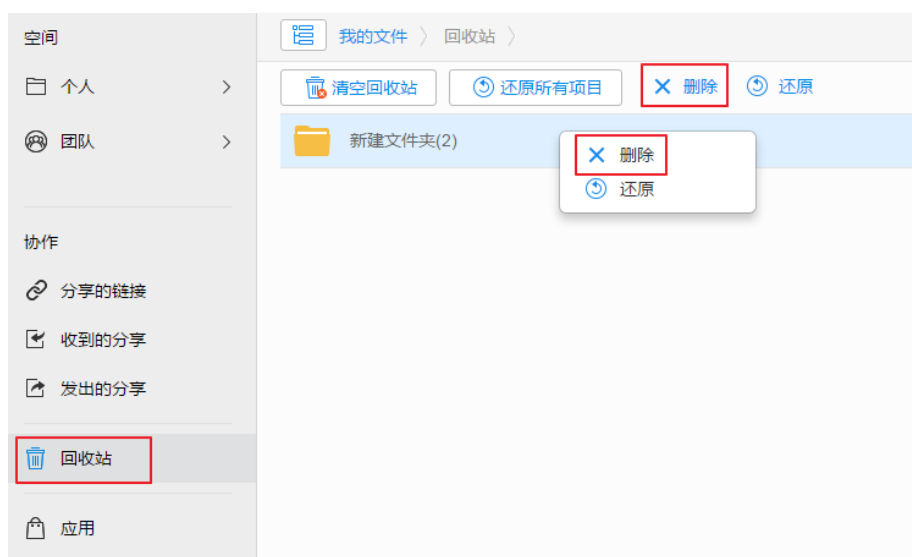 空间
个人
团队
协作
分享的链接
收到的分享
发出的分享
回收站
应用
我的文件 〉 回收站 〉
清空回收站 还原所有项目 删除 还原
新建文件夹(2)
删除
还原